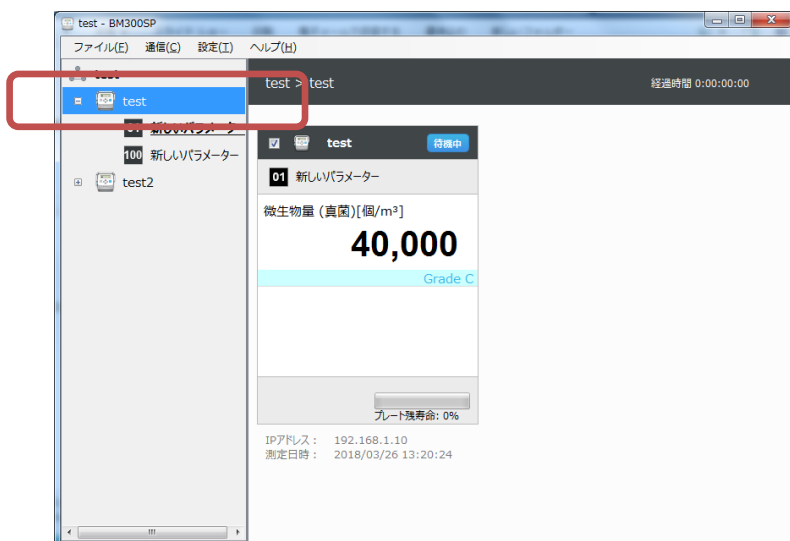 test - BM300SP
ファイル(F) 通信(C) 設定(T) ヘルプ(H)
test
test
01 新しいパラメーター
100 新しいパラメーター
test2
test > test
経過時間 0:00:00:00
test 待機中
01 新しいパラメーター
微生物量 (真菌)[個/m³]
40,000
Grade C
プレート残寿命: 0%
IPアドレス : 192.168.1.10
測定日時 : 2018/03/26 13:20:24